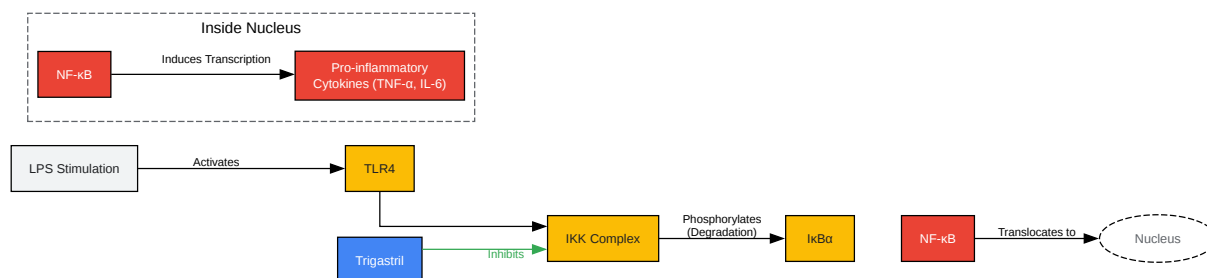 Inside Nucleus
NF-κB
Induces Transcription
Pro-inflammatory
Cytokines (TNF-α, IL-6)
LPS Stimulation
Activates
TLR4
IKK Complex
Phosphorylates
(Degradation)
IκBα
NF-κB
Translocates to
Nucleus
Trigastril
Inhibits